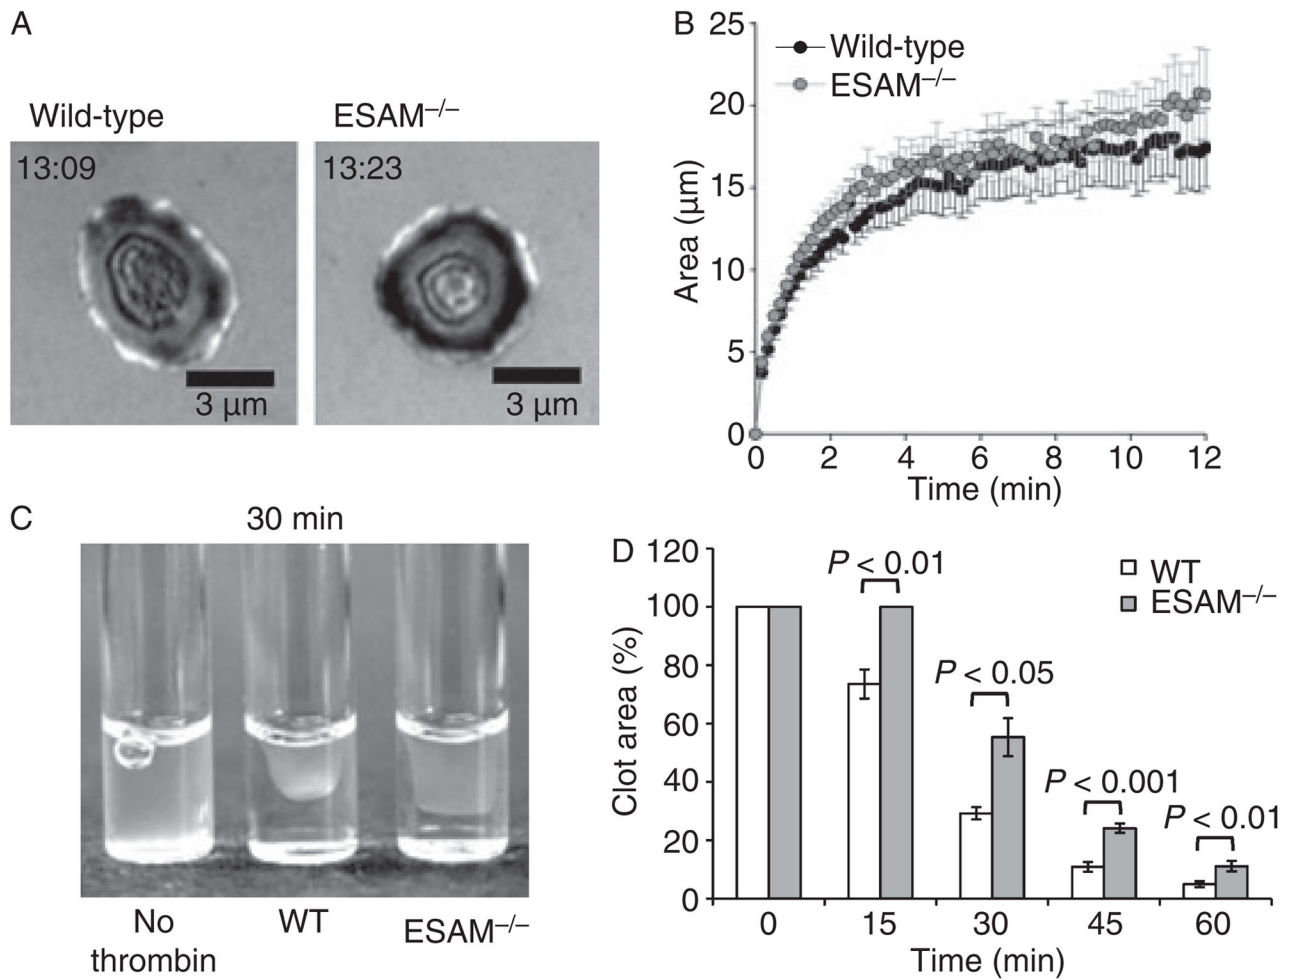 A
Wild-type
ESAM–/–
13:09
13:23
3 μm
3 μm
B
25
20
15
10
5
0
Area (μm)
Wild-type
ESAM–/–
0 2 4 6 8 10 12
Time (min)
C
30 min
No thrombin
WT
ESAM–/–
D
120
100
80
60
40
20
0
Clot area (%)
P < 0.01
P < 0.05
P < 0.001
P < 0.01
WT
ESAM–/–
0 15 30 45 60
Time (min)